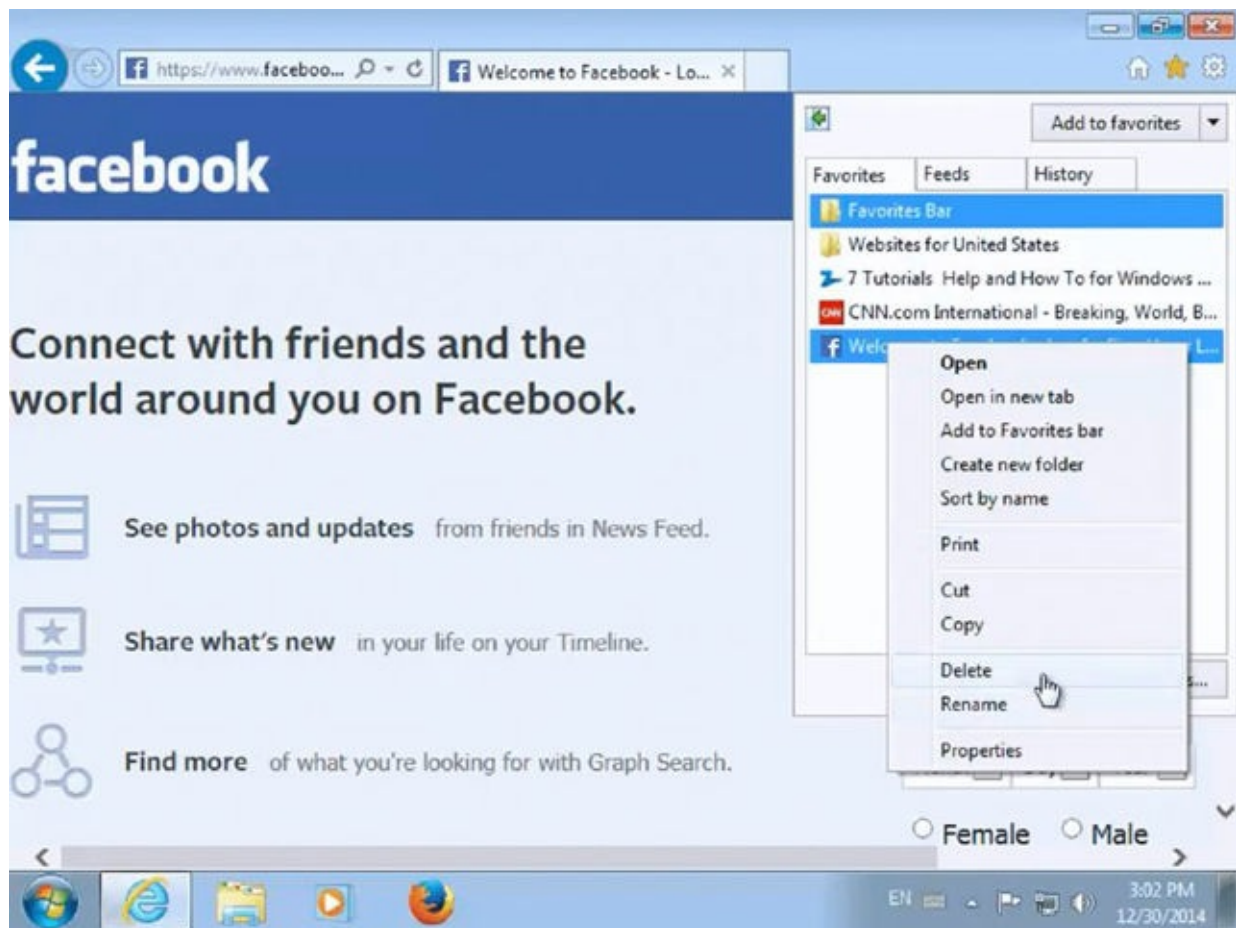 https://www.faceboo...
Welcome to Facebook - Lo...
Add to favorites
facebook
Favorites
Feeds
History
Favorites Bar
Websites for United States
7 Tutorials Help and How To for Windows ...
CNN.com International - Breaking, World, B...
Connect with friends and the
world around you on Facebook.
Open
Open in new tab
Add to Favorites bar
Create new folder
Sort by name
Print
Cut
Copy
Delete
Rename
Properties
See photos and updates from friends in News Feed.
Share what's new in your life on your Timeline.
Find more of what you're looking for with Graph Search.
Female Male
EN
3:02 PM
12/30/2014